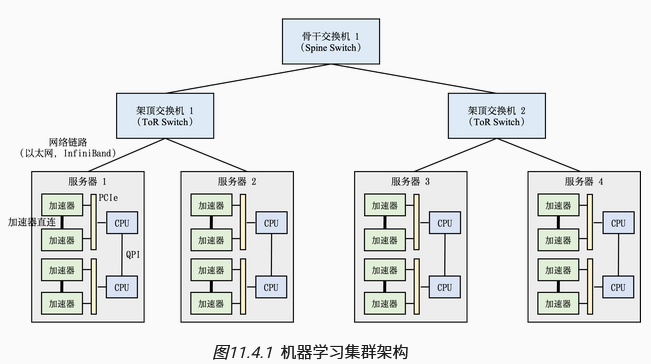 骨干交换机 1
(Spine Switch)
架顶交换机 1
(ToR Switch)
架顶交换机 2
(ToR Switch)
网络链路
(以太网, InfiniBand)
服务器 1
加速器
PCIe
加速器直连
CPU
加速器
QPI
加速器
CPU
加速器
服务器 2
加速器
CPU
加速器
加速器
CPU
加速器
服务器 3
加速器
CPU
加速器
加速器
CPU
加速器
服务器 4
加速器
CPU
加速器
加速器
CPU
加速器
图11.4.1 机器学习集群架构